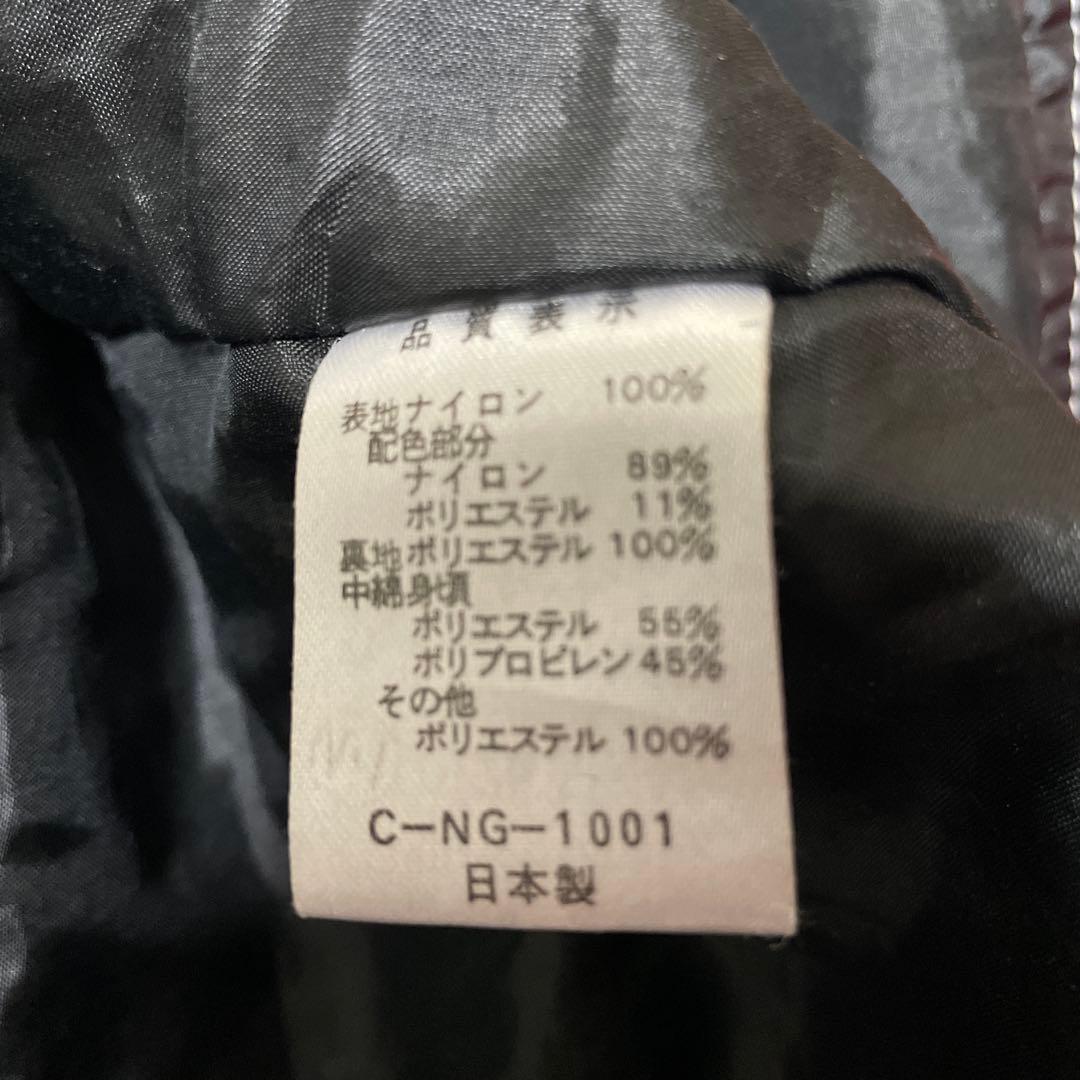 品質表示
表地 ナイロン 100%
配色部分
ナイロン 89%
ポリエステル 11%
裏地 ポリエステル 100%
中綿身頃
ポリエステル 55%
ポリプロピレン 45%
その他
ポリエステル 100%
C-NG-1001
日本製